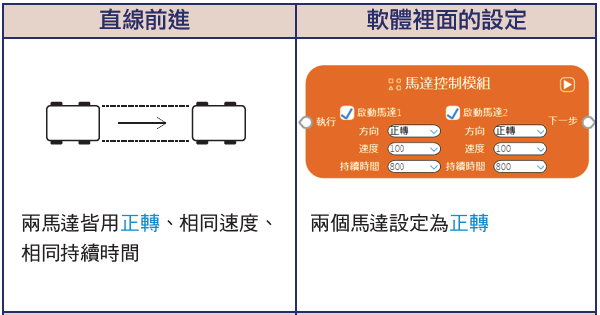 直線前進
軟體裡面的設定
馬達控制模組
執行
啟動馬達1
啟動馬達2
下一步
方向 正轉
方向 正轉
速度 100
速度 100
持續時間 800
持續時間 800
兩馬達皆用正轉、相同速度、
相同持續時間
兩個馬達設定為正轉